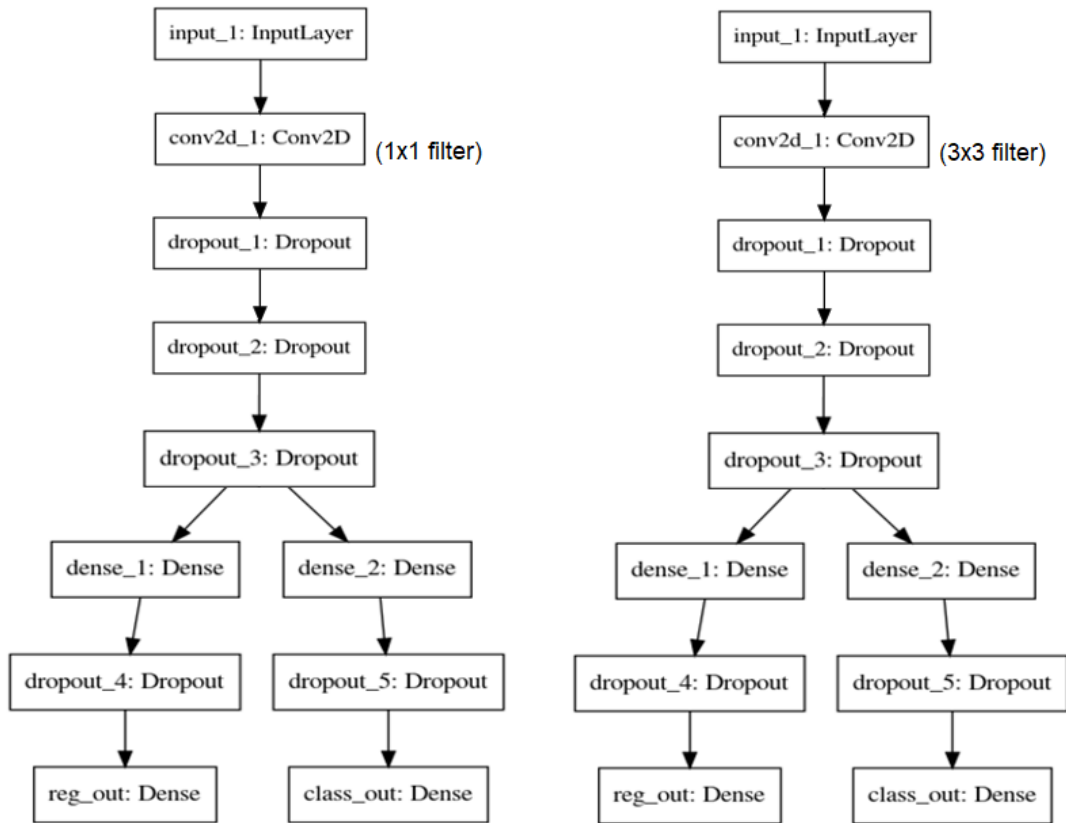 input_1: InputLayer
conv2d_1: Conv2D
(1x1 filter)
dropout_1: Dropout
dropout_2: Dropout
dropout_3: Dropout
dense_1: Dense
dense_2: Dense
dropout_4: Dropout
dropout_5: Dropout
reg_out: Dense
class_out: Dense
input_1: InputLayer
conv2d_1: Conv2D
(3x3 filter)
dropout_1: Dropout
dropout_2: Dropout
dropout_3: Dropout
dense_1: Dense
dense_2: Dense
dropout_4: Dropout
dropout_5: Dropout
reg_out: Dense
class_out: Dense